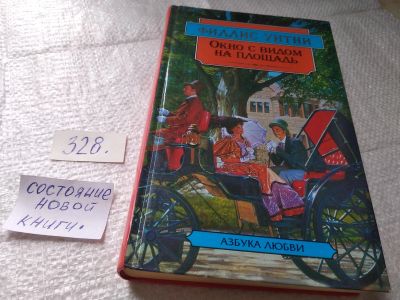 ФИЛЛИС УИТНИ
ОКНО С ВИДОМ
НА ПЛОЩАДЬ
328.
СОСТОЯНИЕ
НОВОЙ
КНИГИ.
АЗБУКА ЛЮБВИ